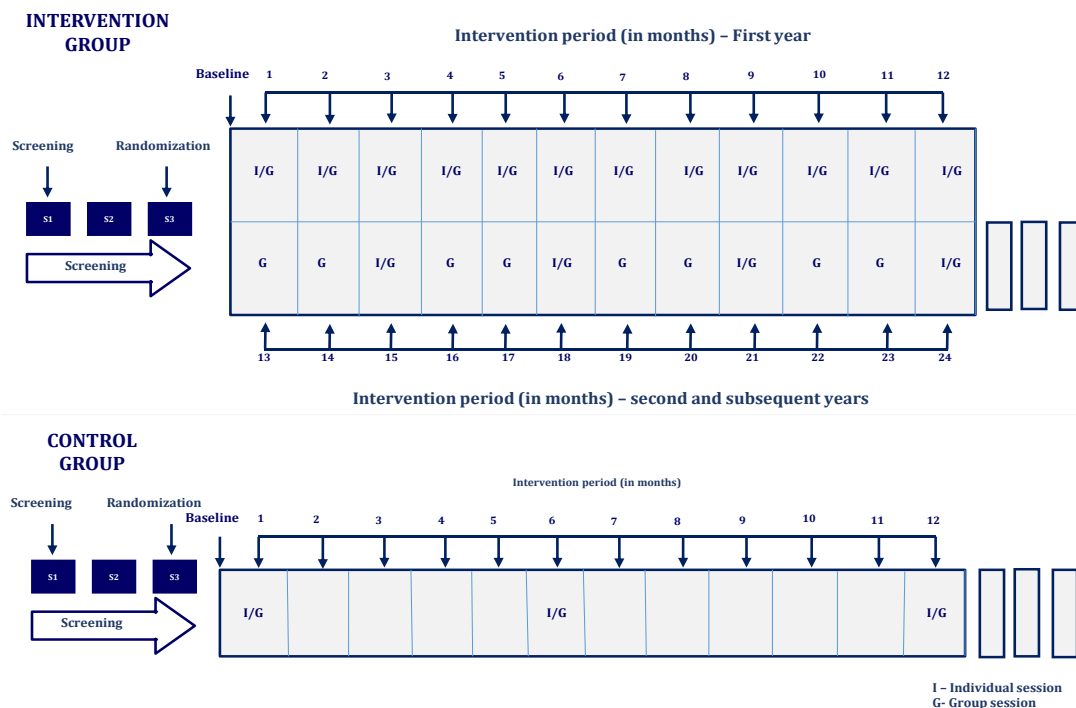 INTERVENTION
GROUP
Intervention period (in months) – First year
Baseline 1 2 3 4 5 6 7 8 9 10 11 12
Screening Randomization
I/G I/G I/G I/G I/G I/G I/G I/G I/G I/G I/G I/G
S1 S2 S3
Screening
G G I/G G G I/G G G I/G G G I/G
13 14 15 16 17 18 19 20 21 22 23 24
Intervention period (in months) – second and subsequent years
CONTROL
GROUP
Intervention period (in months)
Screening Randomization
Baseline 1 2 3 4 5 6 7 8 9 10 11 12
S1 S2 S3
I/G I/G I/G
Screening
I – Individual session
G- Group session